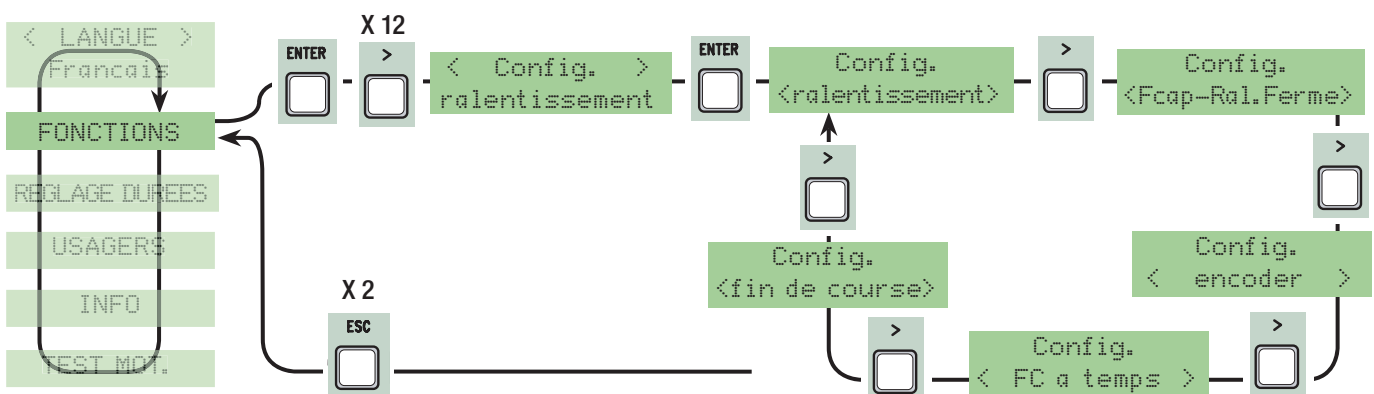 < LANGUE >
Francais
FONCTIONS
REGLAGE DUREES
USAGERS
INFO
TEST MOT.
ENTER
X 12
>
< Config. >
ralentissement
ENTER
Config.
<ralentissement>
>
Config.
<Fcap-Ral.Ferme>
>
Config.
< encoder >
>
Config.
< FC a temps >
>
Config.
<fin de course>
>
X 2
ESC